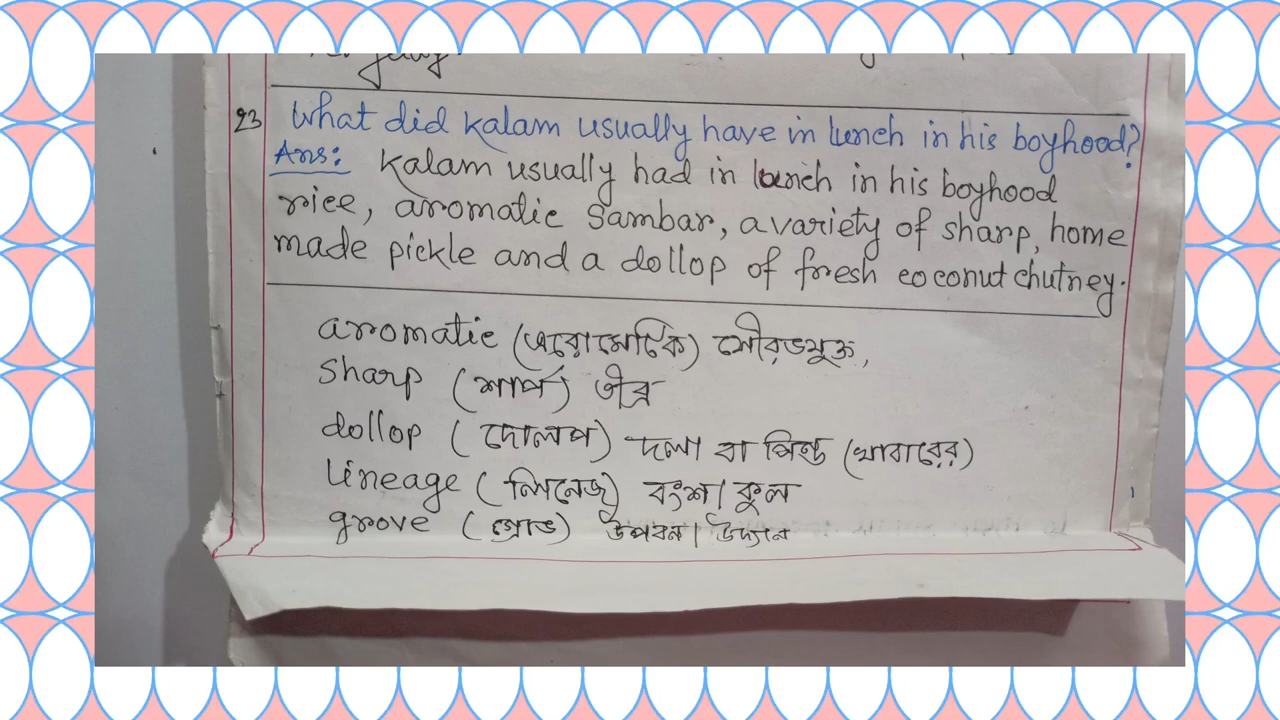 23 What did Kalam usually have in lunch in his boyhood?
Ans: Kalam usually had in lunch in his boyhood
rice, aromatic Sambar, a variety of sharp, home
made pickle and a dollop of fresh coconut chutney.
aromatic (এরোমেটিক) সৌরভযুক্ত,
Sharp (শার্প) তীব্র
dollop (দোলপ) দলা বা পিন্ড (খাবারের)
lineage (লিনেজ) বংশ/কুল
grove (গ্রোভ) উপবন/উদ্যান